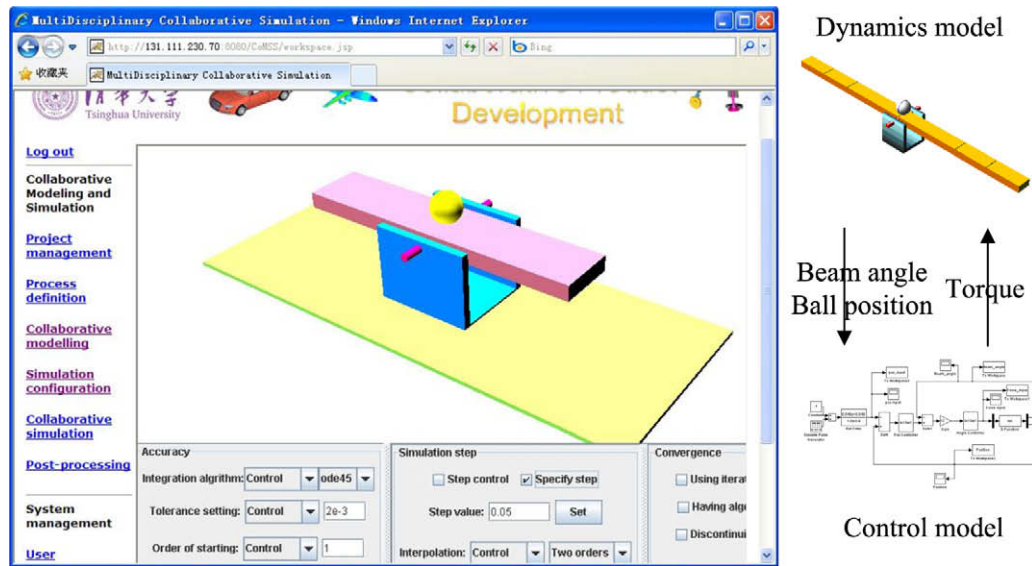 MultiDisciplinary Collaborative Simulation - Windows Internet Explorer
http://131.111.230.70:8080/CoMSS/workspace.jsp
Bing
收藏夹
MultiDisciplinary Collaborative Simulation
Tsinghua University
Development
Log out
Collaborative Modeling and Simulation
Project management
Process definition
Collaborative modelling
Simulation configuration
Collaborative simulation
Post-processing
System management
User
Accuracy
Integration algrithm: Control ode45
Tolerance setting: Control 2e-3
Order of starting: Control 1
Simulation step
Step control Specify step
Step value: 0.05 Set
Interpolation: Control Two orders
Convergence
Using iterat
Having alge
Discontinui
Dynamics model
Beam angle
Ball position
Torque
Control model